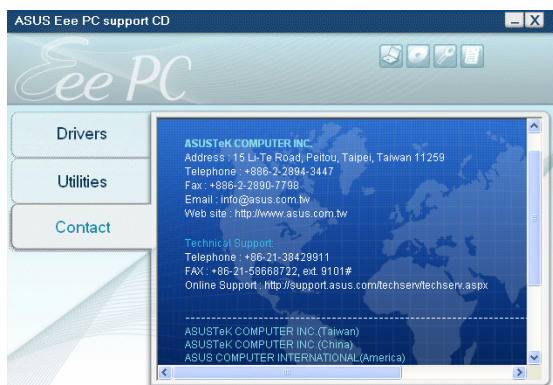 ASUS Eee PC support CD
Eee PC
Drivers
Utilities
Contact
ASUSTeK COMPUTER INC.
Address : 15 Li-Te Road, Peitou, Taipei, Taiwan 11259
Telephone : +886-2-2894-3447
Fax : +886-2-2890-7798
Email : info@asus.com.tw
Web site : http://www.asus.com.tw
Technical Support:
Telephone : +86-21-38429911
FAX : +86-21-58668722, ext. 9101#
Online Support : http://support.asus.com/techserv/techserv.aspx
ASUSTeK COMPUTER INC.(Taiwan)
ASUSTeK COMPUTER INC.(China)
ASUS COMPUTER INTERNATIONAL(America)